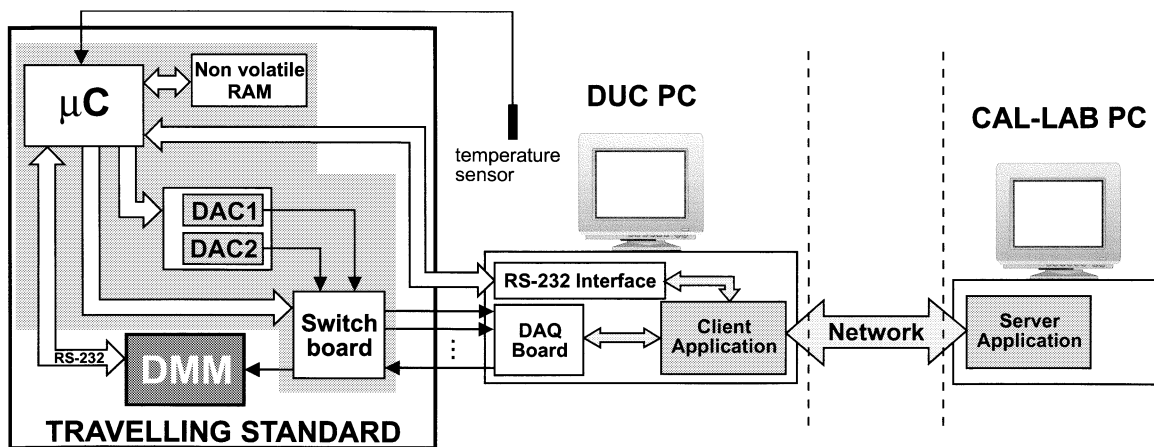 μC
Non volatile
RAM
DUC PC
CAL-LAB PC
temperature
sensor
DAC1
DAC2
RS-232 Interface
Switch
board
DAQ
Board
Client
Application
Network
Server
Application
RS-232
DMM
TRAVELLING STANDARD